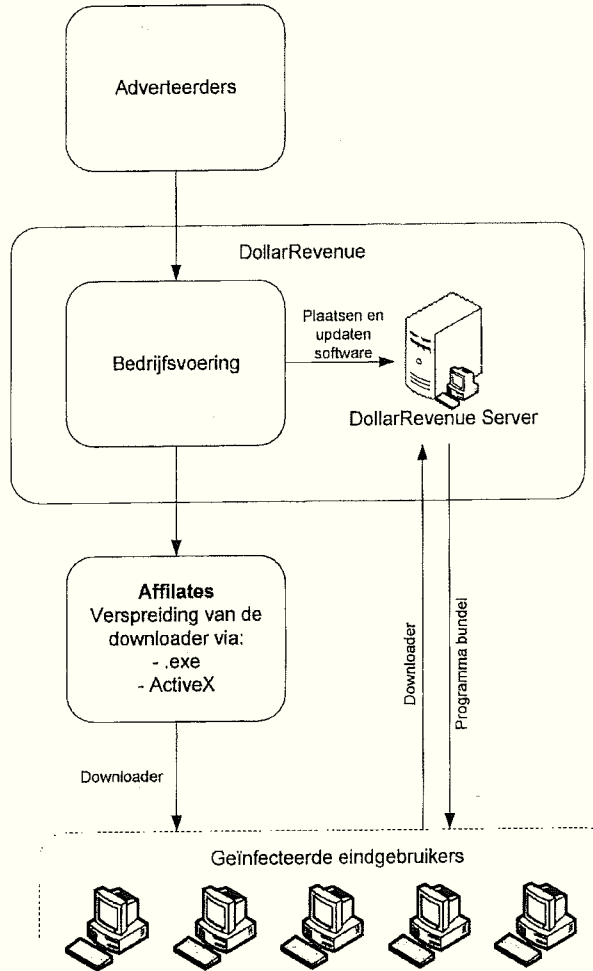 Adverteerders
DollarRevenue
Bedrijfsvoering
Plaatsen en
updaten
software
DollarRevenue Server
Affilates
Verspreiding van de
downloader via:
- .exe
- ActiveX
Downloader
Programma bundel
Downloader
Geïnfecteerde eindgebruikers